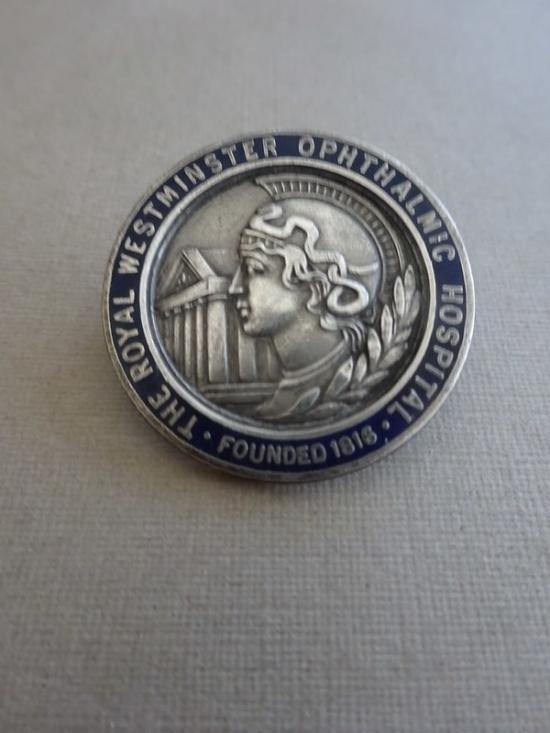 THE ROYAL WESTMINSTER OPHTHALMIC HOSPITAL
· FOUNDED 1816 ·